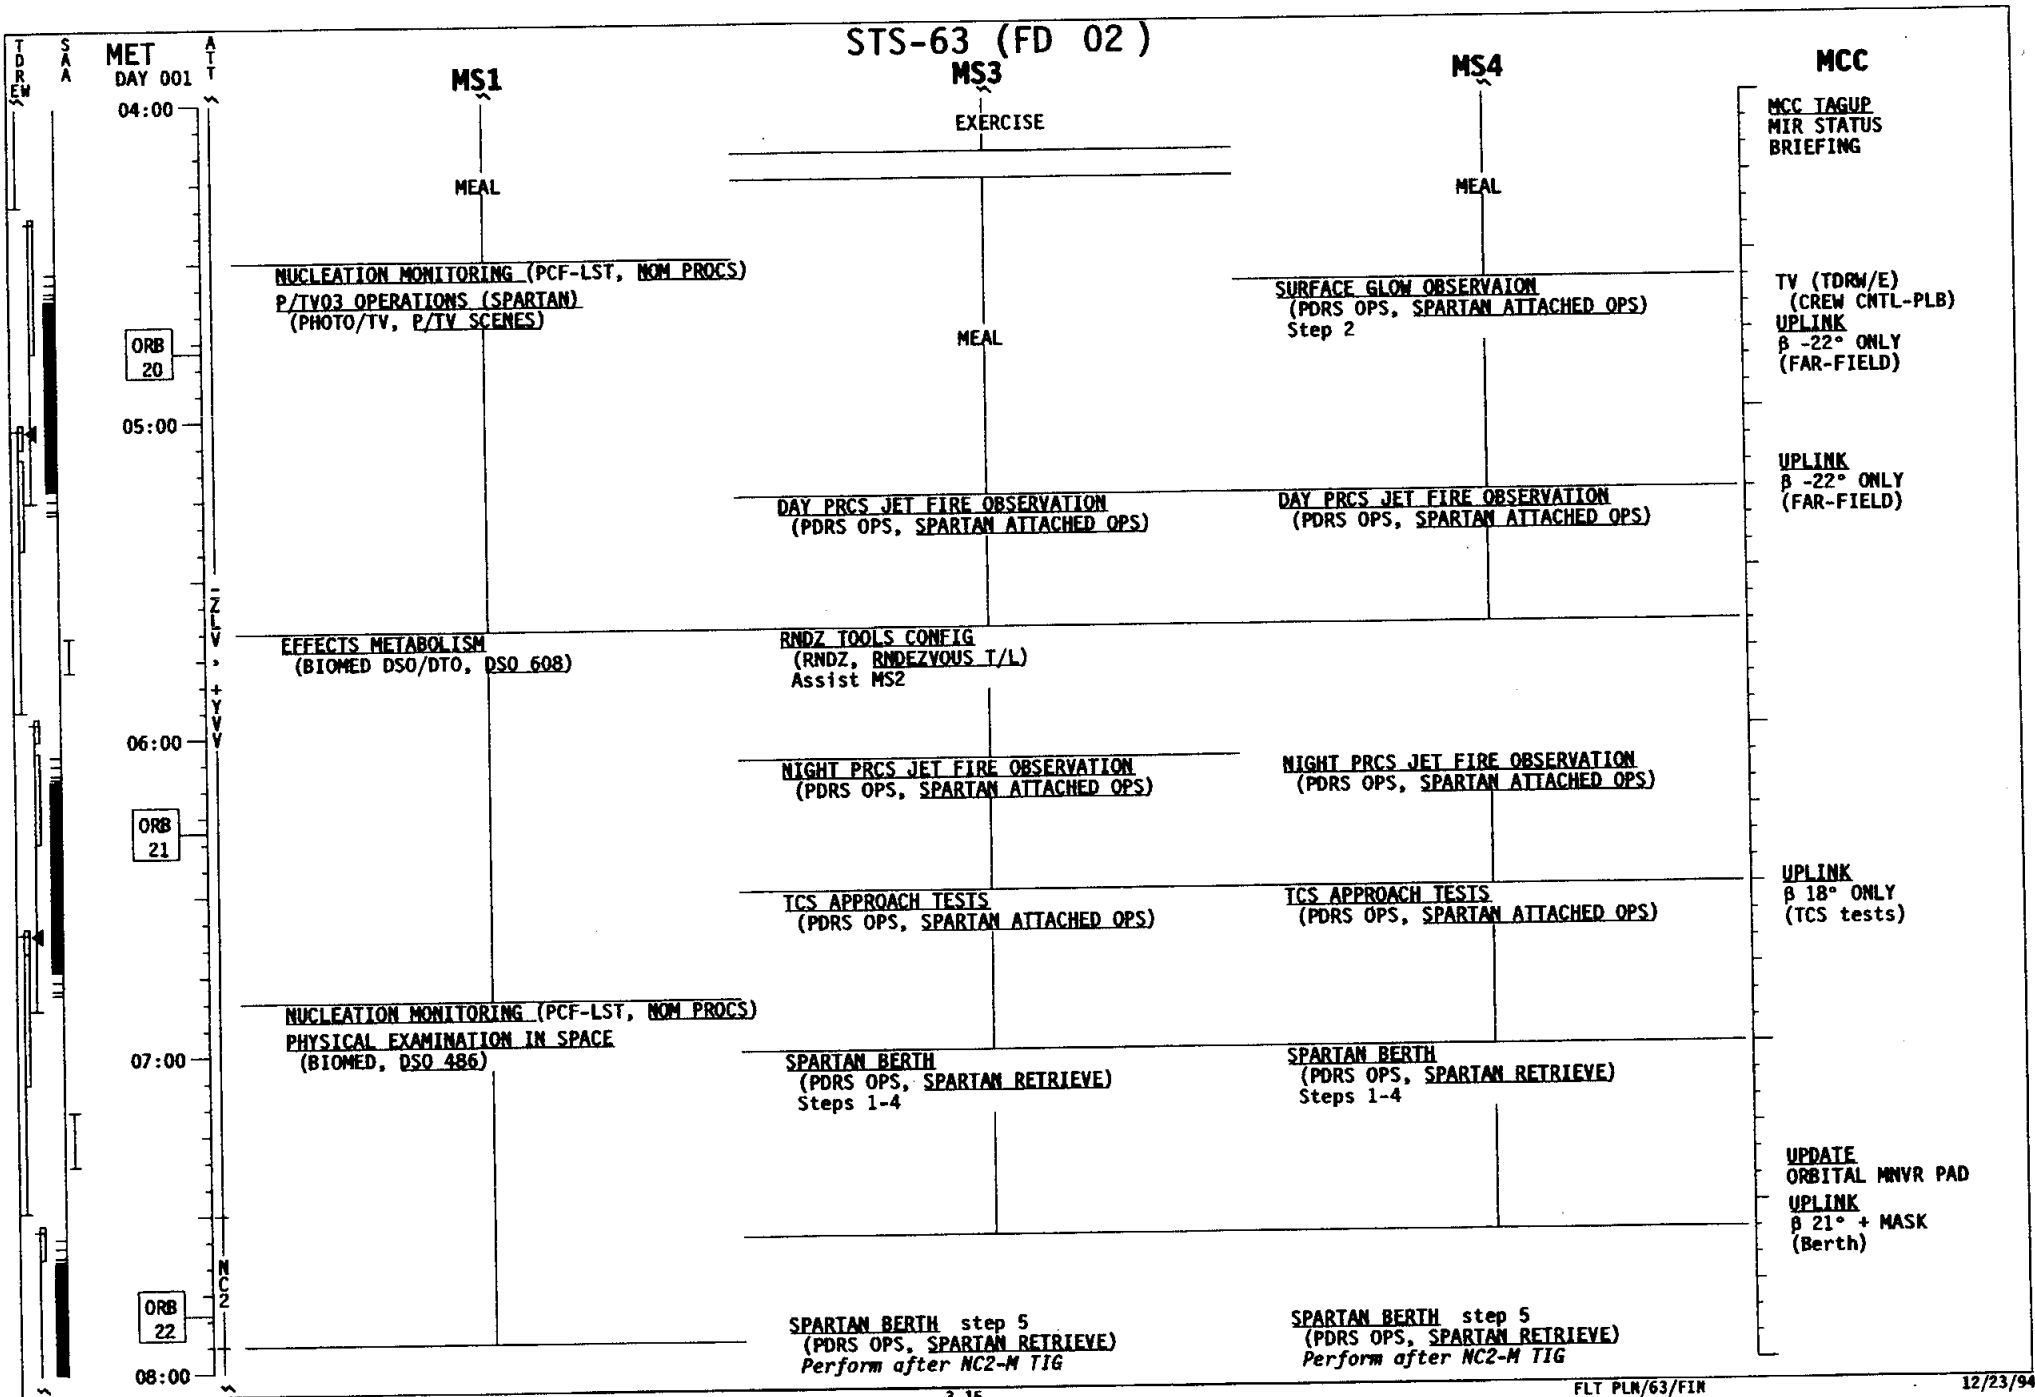 STS-63 (FD 02)
TDRS
EW
SAA
MET
DAY 001
ATT
MS1
MS3
MS4
MCC
04:00
EXERCISE
MCC TAGUP
MIR STATUS
BRIEFING
MEAL
MEAL
NUCLEATION MONITORING (PCF-LST, NOM PROCS)
P/TV03 OPERATIONS (SPARTAN)
(PHOTO/TV, P/TV SCENES)
SURFACE GLOW OBSERVAION
(PDRS OPS, SPARTAN ATTACHED OPS)
Step 2
TV (TDRW/E)
(CREW CNTL-PLB)
UPLINK
β -22° ONLY
(FAR-FIELD)
MEAL
ORB
20
05:00
UPLINK
β -22° ONLY
(FAR-FIELD)
DAY PRCS JET FIRE OBSERVATION
(PDRS OPS, SPARTAN ATTACHED OPS)
DAY PRCS JET FIRE OBSERVATION
(PDRS OPS, SPARTAN ATTACHED OPS)
-ZLV, +YVV
EFFECTS METABOLISM
(BIOMED DSO/DTO, DSO 608)
RNDZ TOOLS CONFIG
(RNDZ, RNDEZVOUS T/L)
Assist MS2
06:00
NIGHT PRCS JET FIRE OBSERVATION
(PDRS OPS, SPARTAN ATTACHED OPS)
NIGHT PRCS JET FIRE OBSERVATION
(PDRS OPS, SPARTAN ATTACHED OPS)
ORB
21
UPLINK
β 18° ONLY
(TCS tests)
TCS APPROACH TESTS
(PDRS OPS, SPARTAN ATTACHED OPS)
TCS APPROACH TESTS
(PDRS OPS, SPARTAN ATTACHED OPS)
NUCLEATION MONITORING (PCF-LST, NOM PROCS)
PHYSICAL EXAMINATION IN SPACE
(BIOMED, DSO 486)
07:00
SPARTAN BERTH
(PDRS OPS, SPARTAN RETRIEVE)
Steps 1-4
SPARTAN BERTH
(PDRS OPS, SPARTAN RETRIEVE)
Steps 1-4
UPDATE
ORBITAL MNVR PAD
UPLINK
β 21° + MASK
(Berth)
NC2
ORB
22
SPARTAN BERTH step 5
(PDRS OPS, SPARTAN RETRIEVE)
Perform after NC2-M TIG
SPARTAN BERTH step 5
(PDRS OPS, SPARTAN RETRIEVE)
Perform after NC2-M TIG
08:00
3-15
FLT PLN/63/FIN
12/23/94